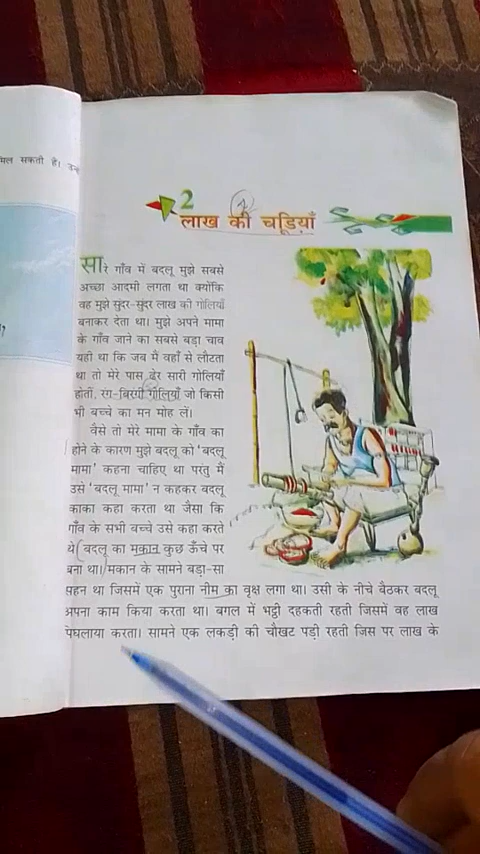 मिल सकती है। उन
2
लाख की चूड़ियाँ
सारे गाँव में बदलू मुझे सबसे
अच्छा आदमी लगता था क्योंकि
वह मुझे सुंदर-सुंदर लाख की गोलियाँ
बनाकर देता था। मुझे अपने मामा
के गाँव जाने का सबसे बड़ा चाव
यही था कि जब मैं वहाँ से लौटता
था तो मेरे पास ढेर सारी गोलियाँ
होतीं, रंग-बिरंगी गोलियाँ जो किसी
भी बच्चे का मन मोह लें।
वैसे तो मेरे मामा के गाँव का
होने के कारण मुझे बदलू को 'बदलू
मामा' कहना चाहिए था परंतु मैं
उसे 'बदलू मामा' न कहकर बदलू
काका कहा करता था जैसा कि
गाँव के सभी बच्चे उसे कहा करते
थे। बदलू का मकान कुछ ऊँचे पर
बना था। मकान के सामने बड़ा-सा
सहन था जिसमें एक पुराना नीम का वृक्ष लगा था। उसी के नीचे बैठकर बदलू
अपना काम किया करता था। बगल में भट्ठी दहकती रहती जिसमें वह लाख
पिघलाया करता। सामने एक लकड़ी की चौखट पड़ी रहती जिस पर लाख के